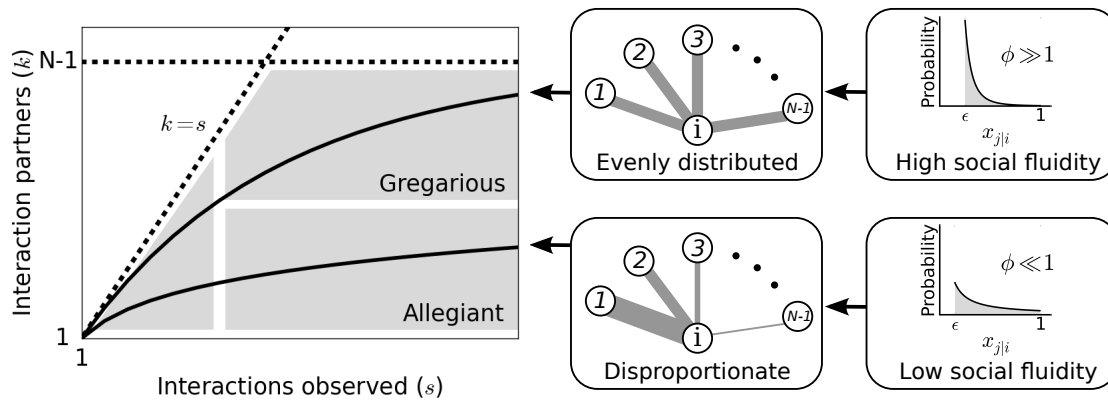 N-1
Interaction partners (k)
k=s
Gregarious
Allegiant
1
1
Interactions observed (s)
1
2
3
N-1
i
Evenly distributed
Probability
ϕ≫1
ϵ
1
x_{j|i}
High social fluidity
1
2
3
N-1
i
Disproportionate
Probability
ϕ≪1
ϵ
1
x_{j|i}
Low social fluidity